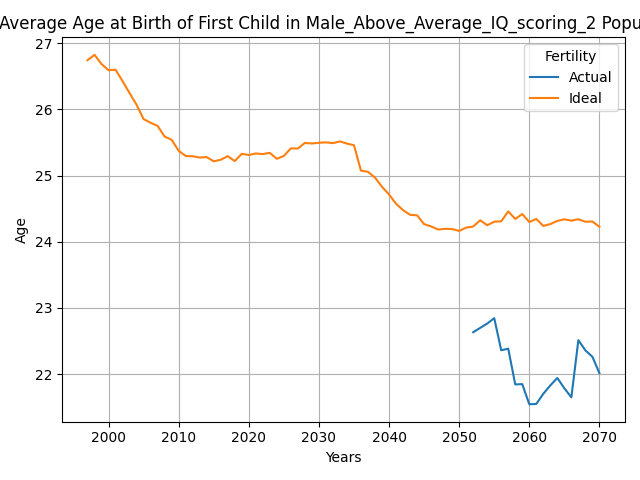 Average Age at Birth of First Child in Male_Above_Average_IQ_scoring_2 Popu
27
26
25
24
23
22
Age
2000
2010
2020
2030
2040
2050
2060
2070
Years
Fertility
Actual
Ideal